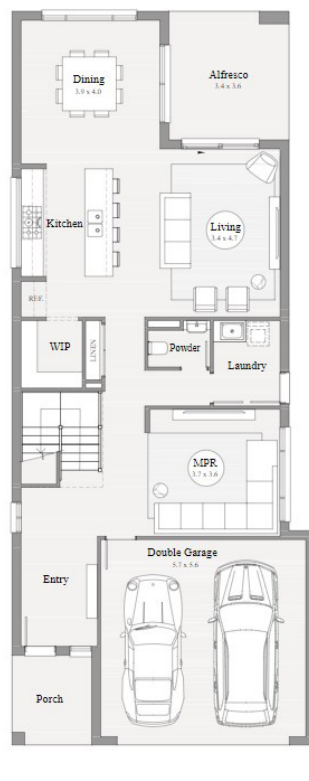 Dining
3.9 x 4.0
Alfresco
3.4 x 3.6
Kitchen
Living
3.4 x 4.7
REF.
WIP
LINEN
Powder
Laundry
MPR
3.7 x 3.6
Double Garage
5.7 x 5.6
Entry
Porch